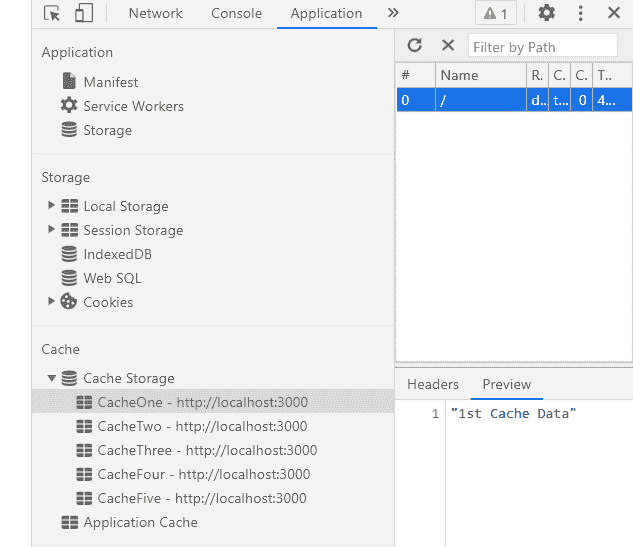 Network Console Application » 1
Application
Manifest
Service Workers
Storage
Storage
Local Storage
Session Storage
IndexedDB
Web SQL
Cookies
Cache
Cache Storage
CacheOne - http://localhost:3000
CacheTwo - http://localhost:3000
CacheThree - http://localhost:3000
CacheFour - http://localhost:3000
CacheFive - http://localhost:3000
Application Cache
Filter by Path
# Name R. C. C. T..
0 / d.. t... 0 4...
Headers Preview
1 "1st Cache Data"